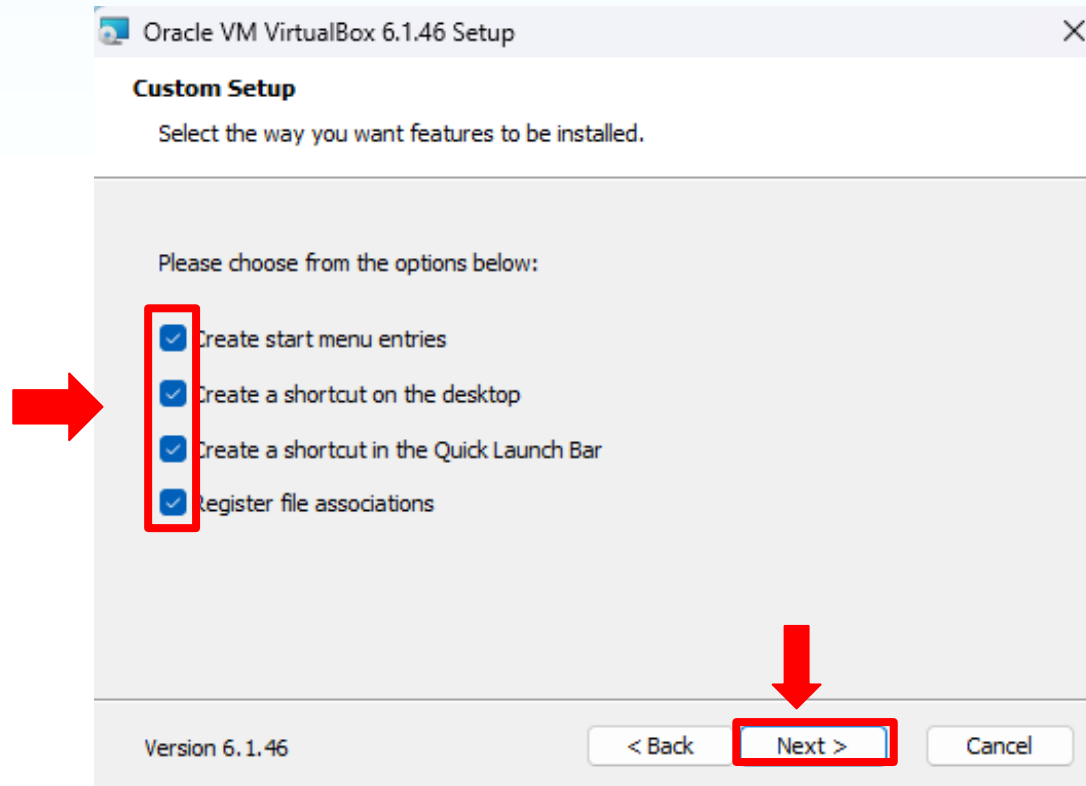 Oracle VM VirtualBox 6.1.46 Setup
Custom Setup
Select the way you want features to be installed.
Please choose from the options below:
Create start menu entries
Create a shortcut on the desktop
Create a shortcut in the Quick Launch Bar
Register file associations
Version 6.1.46
< Back
Next >
Cancel